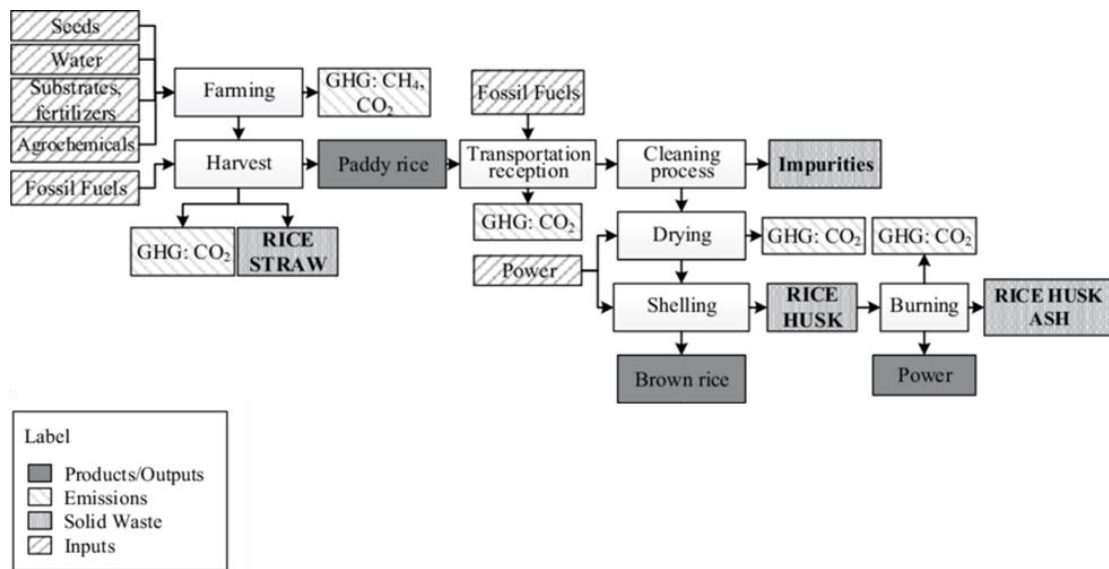 Seeds
Water
Substrates,
fertilizers
Agrochemicals
Fossil Fuels
Farming
GHG: CH₄,
CO₂
Harvest
Paddy rice
GHG: CO₂
RICE
STRAW
Fossil Fuels
Transportation
reception
GHG: CO₂
Power
Cleaning
process
Impurities
Drying
GHG: CO₂
GHG: CO₂
Shelling
RICE
HUSK
Burning
RICE HUSK
ASH
Brown rice
Power
Label
Products/Outputs
Emissions
Solid Waste
Inputs